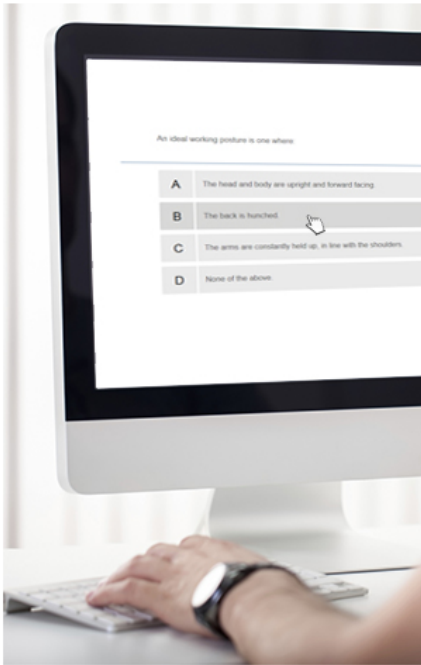 An ideal working posture is one where:
A The head and body are upright and forward facing.
B The back is hunched.
C The arms are constantly held up, in line with the shoulders.
D None of the above.